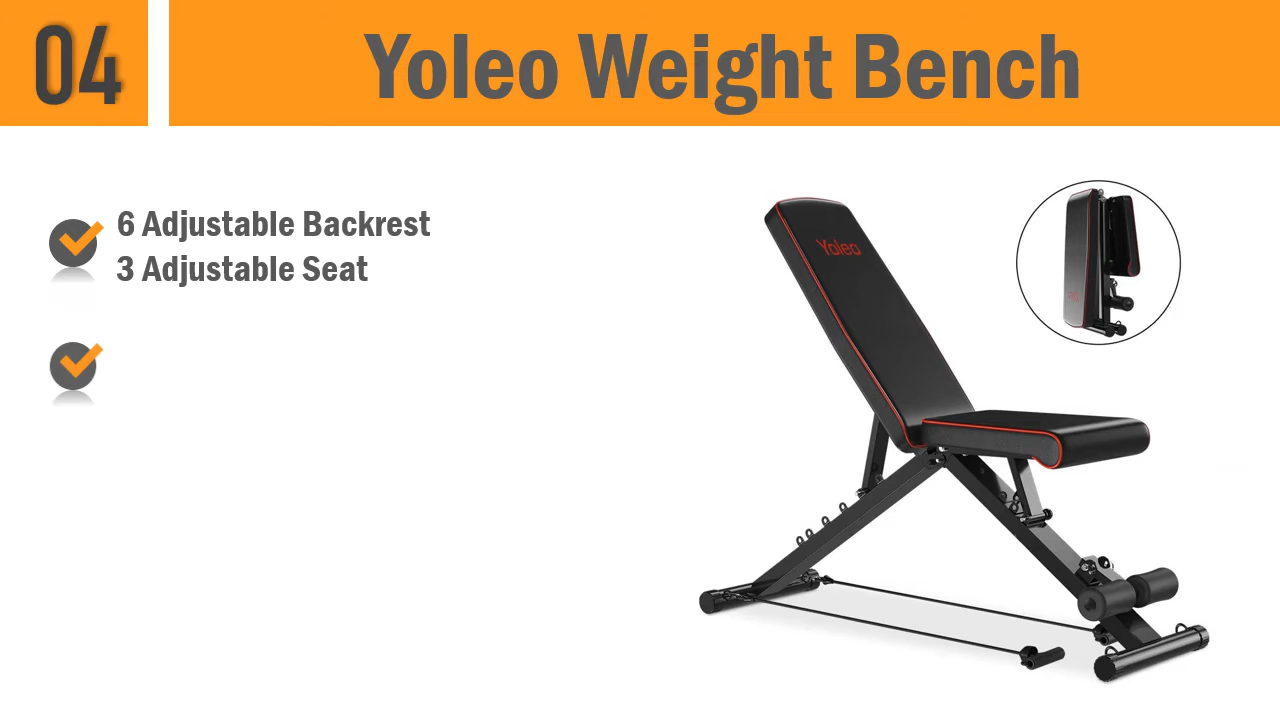 04
Yoleo Weight Bench
6 Adjustable Backrest
3 Adjustable Seat
Yoleo